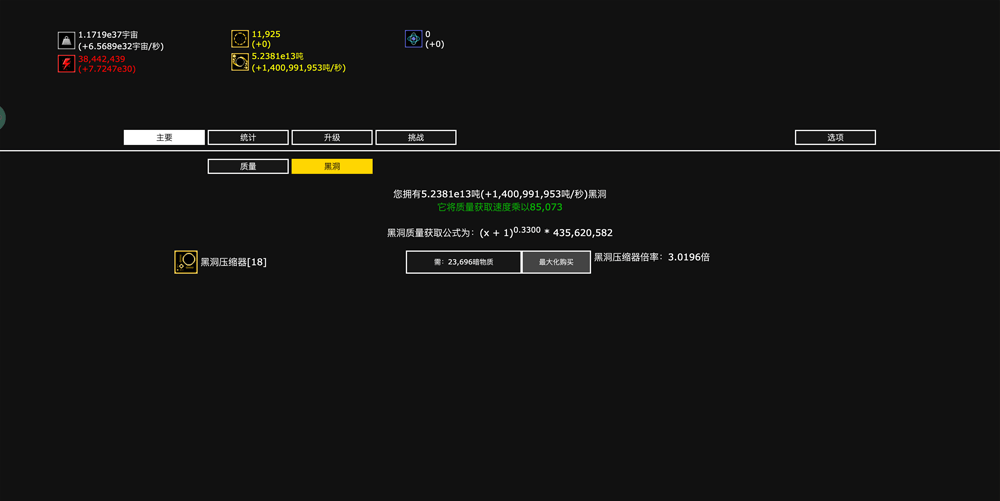 1.1719e37宇宙
(+6.5689e32宇宙/秒)
38,442,439
(+7.7247e30)
11,925
(+0)
5.2381e13吨
(+1,400,991,953吨/秒)
0
(+0)
主要
统计
升级
挑战
选项
质量
黑洞
您拥有5.2381e13吨(+1,400,991,953吨/秒)黑洞
它将质量获取速度乘以85,073
黑洞质量获取公式为：(x + 1)^0.3300 * 435,620,582
黑洞压缩器[18]
需：23,696暗物质
最大化购买
黑洞压缩器倍率：3.0196倍